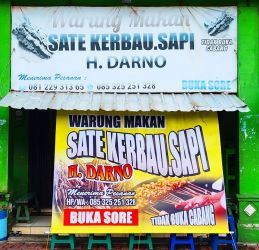 Warung Makan
SATE KERBAU.SAPI
H. DARNO
TIDAK BUKA
CABANG
Menerima Pesanan :
081 229 313 65 085 325 251 328
BUKA SORE
WARUNG MAKAN
SATE KERBAU.SAPI
H. DARNO
Menerima Pesanan
HP/WA : 085 325 251 328
BUKA SORE
TIDAK BUKA CABANG